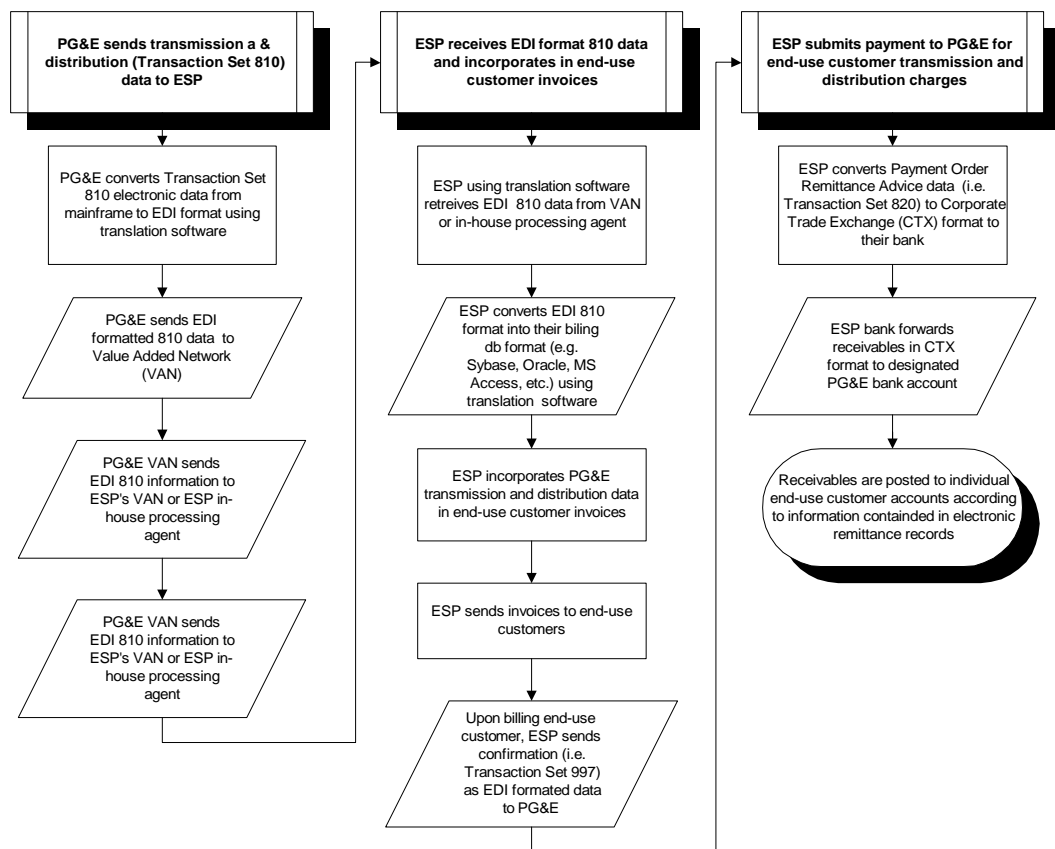 PG&E sends transmission a &
distribution (Transaction Set 810)
data to ESP
PG&E converts Transaction Set
810 electronic data from
mainframe to EDI format using
translation software
PG&E sends EDI
formatted 810 data to
Value Added Network
(VAN)
PG&E VAN sends
EDI 810 information to
ESP's VAN or ESP in-
house processing
agent
PG&E VAN sends
EDI 810 information to
ESP's VAN or ESP in-
house processing
agent
ESP receives EDI format 810 data
and incorporates in end-use
customer invoices
ESP using translation software
retreives EDI 810 data from VAN
or in-house processing agent
ESP converts EDI 810
format into their biling
db format (e.g.
Sybase, Oracle, MS
Access, etc.) using
translation software
ESP incorporates PG&E
transmission and distribution data
in end-use customer invoices
ESP sends invoices to end-use
customers
Upon billing end-use
customer, ESP sends
confirmation (i.e.
Transaction Set 997)
as EDI formated data
to PG&E
ESP submits payment to PG&E for
end-use customer transmission and
distribution charges
ESP converts Payment Order
Remittance Advice data (i.e.
Transaction Set 820) to Corporate
Trade Exchange (CTX) format to
their bank
ESP bank forwards
receivables in CTX
format to designated
PG&E bank account
Receivables are posted to individual
end-use customer accounts according
to information containded in electronic
remittance records